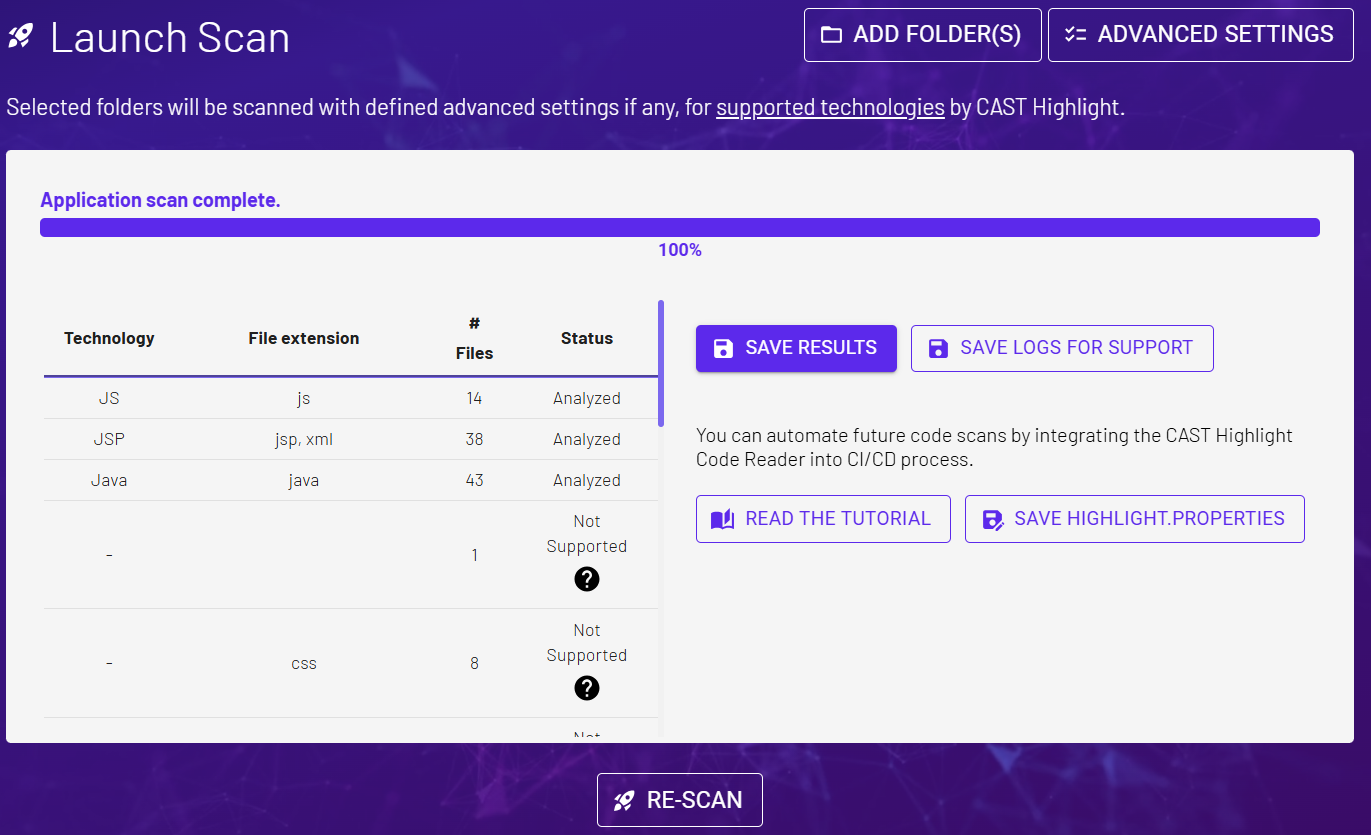 Launch Scan
ADD FOLDER(S)
ADVANCED SETTINGS
Selected folders will be scanned with defined advanced settings if any, for supported technologies by CAST Highlight.
Application scan complete.
100%
Technology File extension # Files Status
JS js 14 Analyzed
JSP jsp, xml 38 Analyzed
Java java 43 Analyzed
- 1 Not Supported ?
- css 8 Not Supported ?
Not
SAVE RESULTS
SAVE LOGS FOR SUPPORT
You can automate future code scans by integrating the CAST Highlight
Code Reader into CI/CD process.
READ THE TUTORIAL
SAVE HIGHLIGHT.PROPERTIES
RE-SCAN